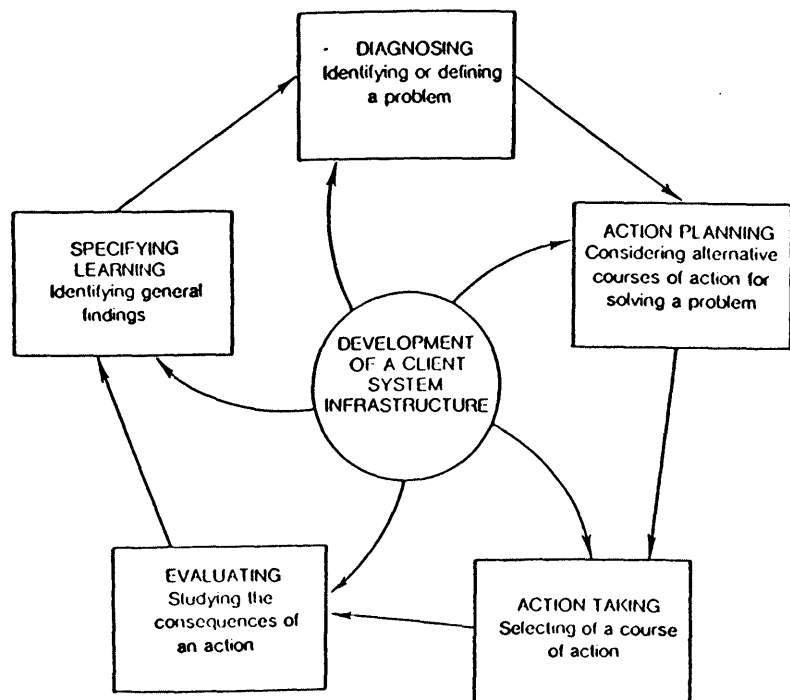 DIAGNOSING
Identifying or defining
a problem
ACTION PLANNING
Considering alternative
courses of action for
solving a problem
ACTION TAKING
Selecting of a course
of action
EVALUATING
Studying the
consequences of
an action
SPECIFYING
LEARNING
Identifying general
findings
DEVELOPMENT
OF A CLIENT
SYSTEM
INFRASTRUCTURE